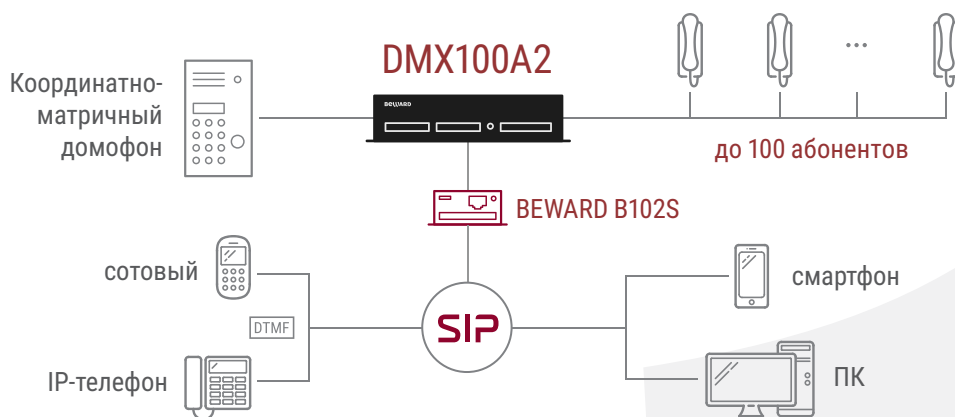 DMX100A2
Координатно-
матричный
домофон
BEWARD
...
до 100 абонентов
BEWARD B102S
сотовый
DTMF
IP-телефон
SIP
смартфон
ПК